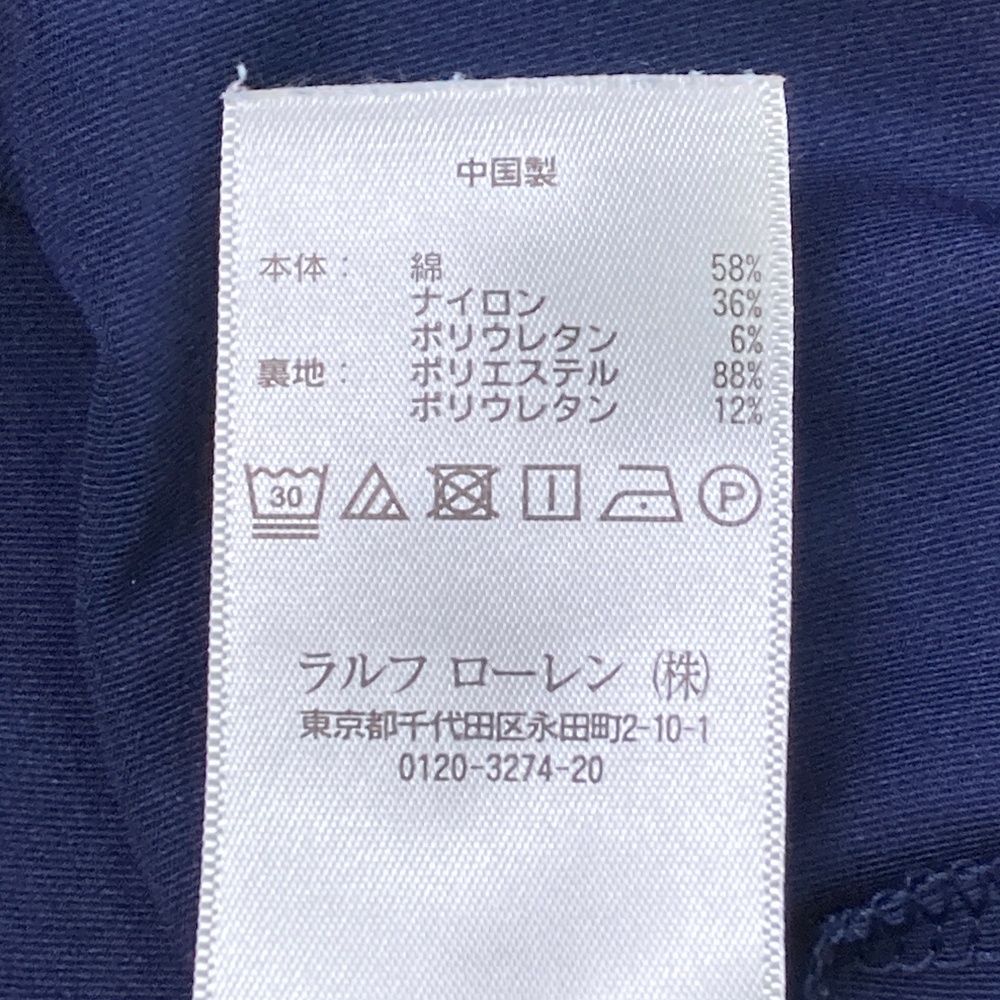 中国製
本体： 綿 58%
ナイロン 36%
ポリウレタン 6%
裏地： ポリエステル 88%
ポリウレタン 12%
30 P
ラルフ ローレン（株）
東京都千代田区永田町2-10-1
0120-3274-20